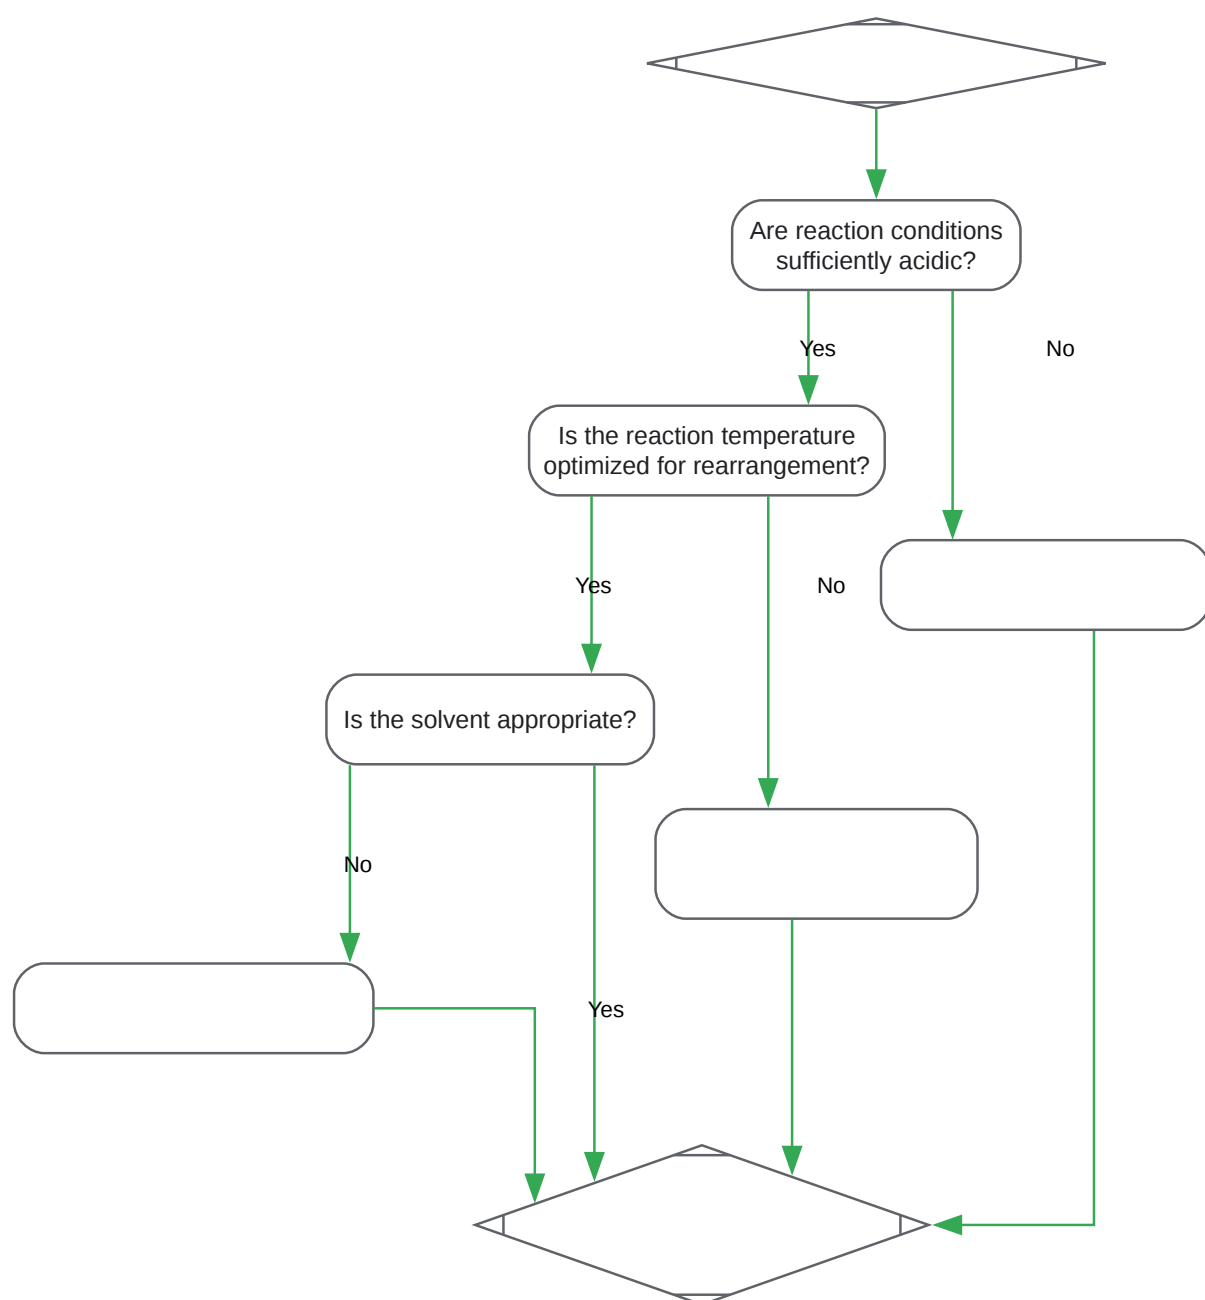 Are reaction conditions
sufficiently acidic?
Yes
No
Is the reaction temperature
optimized for rearrangement?
Yes
No
Is the solvent appropriate?
No
Yes